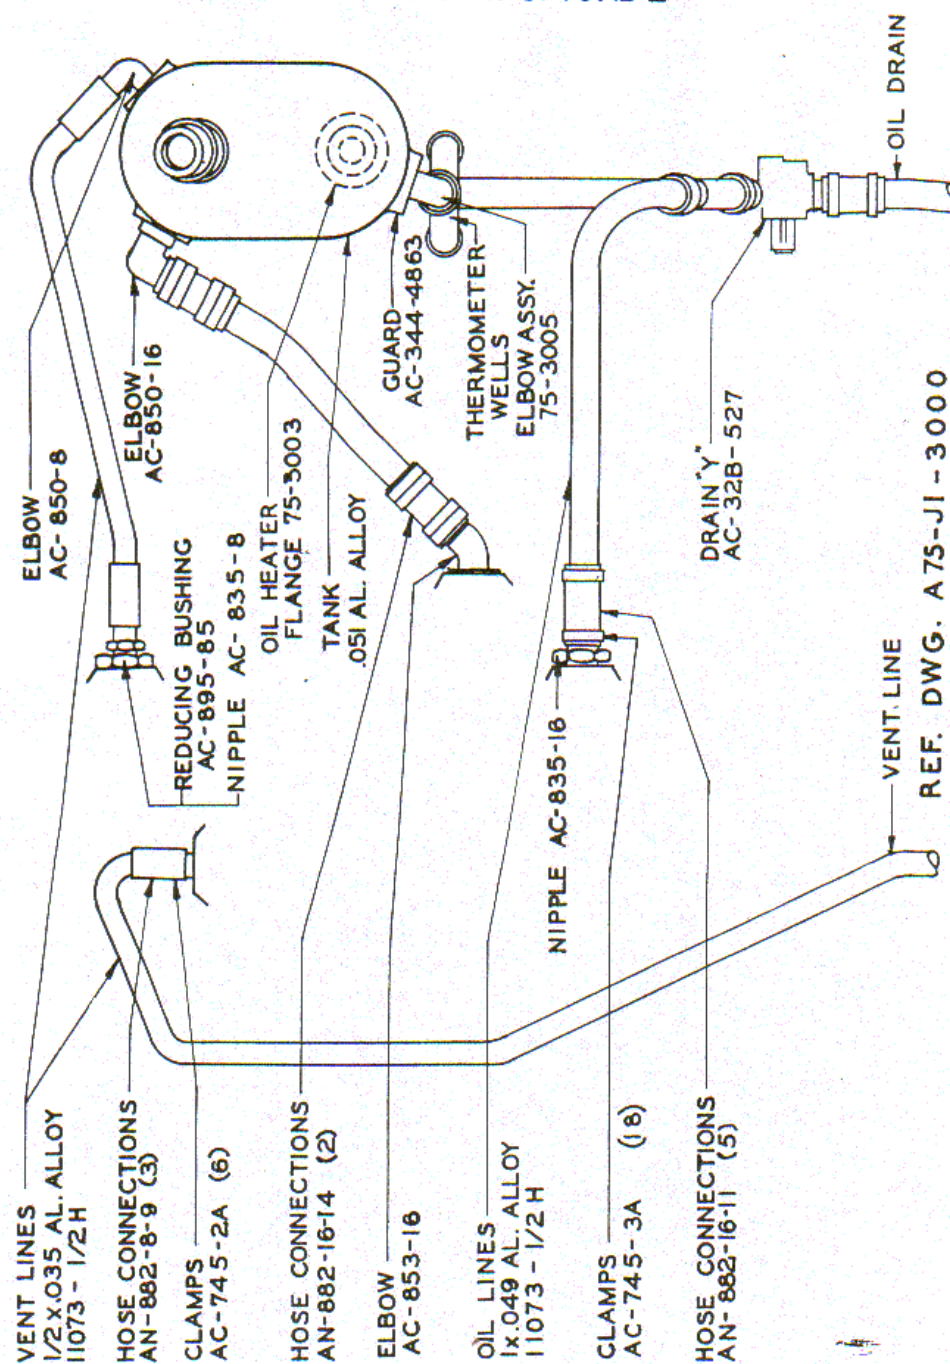 VENT LINES
1/2 x.035 AL. ALLOY
11073 - 1/2 H
HOSE CONNECTIONS
AN-882-8-9 (3)
CLAMPS
AC-745-2A (6)
HOSE CONNECTIONS
AN-882-16-14 (2)
ELBOW
AC-853-16
OIL LINES
1x.049 AL. ALLOY
11073 - 1/2 H
CLAMPS
AC-745-3A (18)
HOSE CONNECTIONS
AN-882-16-11 (5)
ELBOW
AC-850-8
ELBOW
AC-850-16
REDUCING BUSHING
AC-895-85
NIPPLE AC-835-8
OIL HEATER
FLANGE 75-3003
TANK
.051 AL. ALLOY
GUARD
AC-344-4863
THERMOMETER
WELLS
ELBOW ASSY.
75-3005
NIPPLE AC-835-16
DRAIN "Y"
AC-32B-527
OIL DRAIN
VENT. LINE
REF. DWG. A75-J1-3000